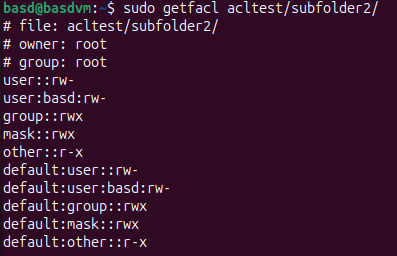 basd@basdvm:~$ sudo getfacl acltest/subfolder2/
# file: acltest/subfolder2/
# owner: root
# group: root
user::rw-
user:basd:rw-
group::rwx
mask::rwx
other::r-x
default:user::rw-
default:user:basd:rw-
default:group::rwx
default:mask::rwx
default:other::r-x